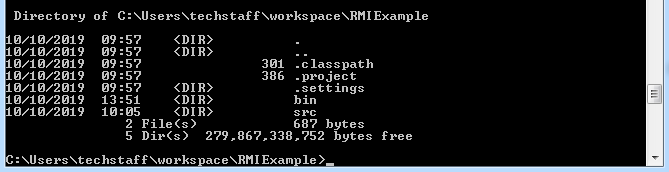 Directory of C:\Users\techstaff\workspace\RMIExample
10/10/2019  09:57    <DIR>          .
10/10/2019  09:57    <DIR>          ..
10/10/2019  09:57               301 .classpath
10/10/2019  09:57               386 .project
10/10/2019  09:57    <DIR>          .settings
10/10/2019  13:51    <DIR>          bin
10/10/2019  10:05    <DIR>          src
               2 File(s)            687 bytes
               5 Dir(s)  279,867,338,752 bytes free
C:\Users\techstaff\workspace\RMIExample>_